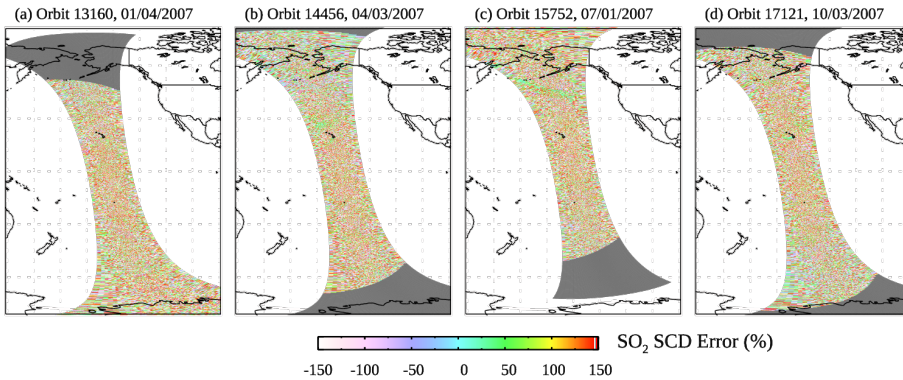 (a) Orbit 13160, 01/04/2007
(b) Orbit 14456, 04/03/2007
(c) Orbit 15752, 07/01/2007
(d) Orbit 17121, 10/03/2007
SO₂ SCD Error (%)
-150 -100 -50 0 50 100 150